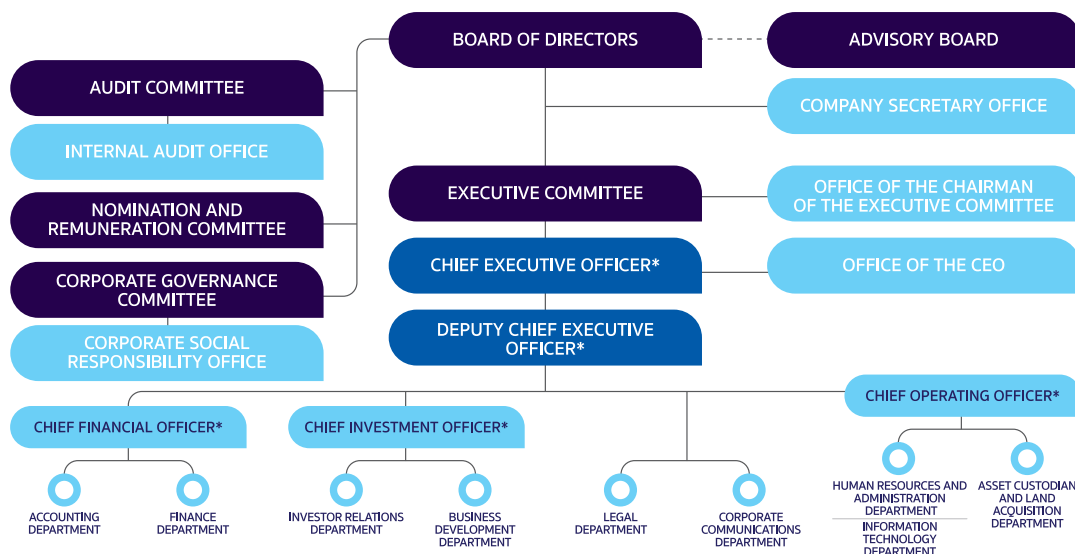 BOARD OF DIRECTORS
ADVISORY BOARD
AUDIT COMMITTEE
COMPANY SECRETARY OFFICE
INTERNAL AUDIT OFFICE
NOMINATION AND
REMUNERATION COMMITTEE
EXECUTIVE COMMITTEE
OFFICE OF THE CHAIRMAN
OF THE EXECUTIVE COMMITTEE
CORPORATE GOVERNANCE
COMMITTEE
CHIEF EXECUTIVE OFFICER*
OFFICE OF THE CEO
CORPORATE SOCIAL
RESPONSIBILITY OFFICE
DEPUTY CHIEF EXECUTIVE
OFFICER*
CHIEF FINANCIAL OFFICER*
CHIEF INVESTMENT OFFICER*
CHIEF OPERATING OFFICER*
ACCOUNTING
DEPARTMENT
FINANCE
DEPARTMENT
INVESTOR RELATIONS
DEPARTMENT
BUSINESS
DEVELOPMENT
DEPARTMENT
LEGAL
DEPARTMENT
CORPORATE
COMMUNICATIONS
DEPARTMENT
HUMAN RESOURCES AND
ADMINISTRATION
DEPARTMENT
INFORMATION
TECHNOLOGY
DEPARTMENT
ASSET CUSTODIAN
AND LAND
ACQUISITION
DEPARTMENT